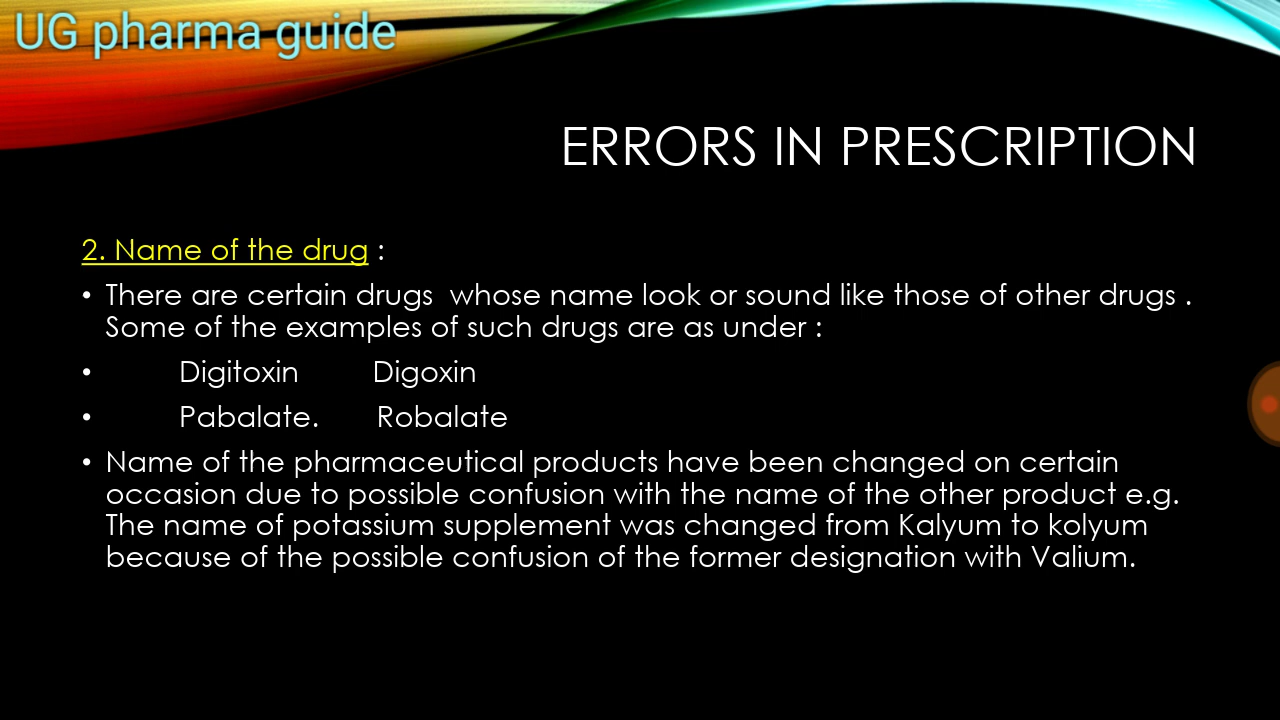 UG pharma guide
ERRORS IN PRESCRIPTION
2. Name of the drug :
• There are certain drugs  whose name look or sound like those of other drugs .
Some of the examples of such drugs are as under :
•          Digitoxin          Digoxin
•          Pabalate.        Robalate
• Name of the pharmaceutical products have been changed on certain
occasion due to possible confusion with the name of the other product e.g.
The name of potassium supplement was changed from Kalyum to kolyum
because of the possible confusion of the former designation with Valium.